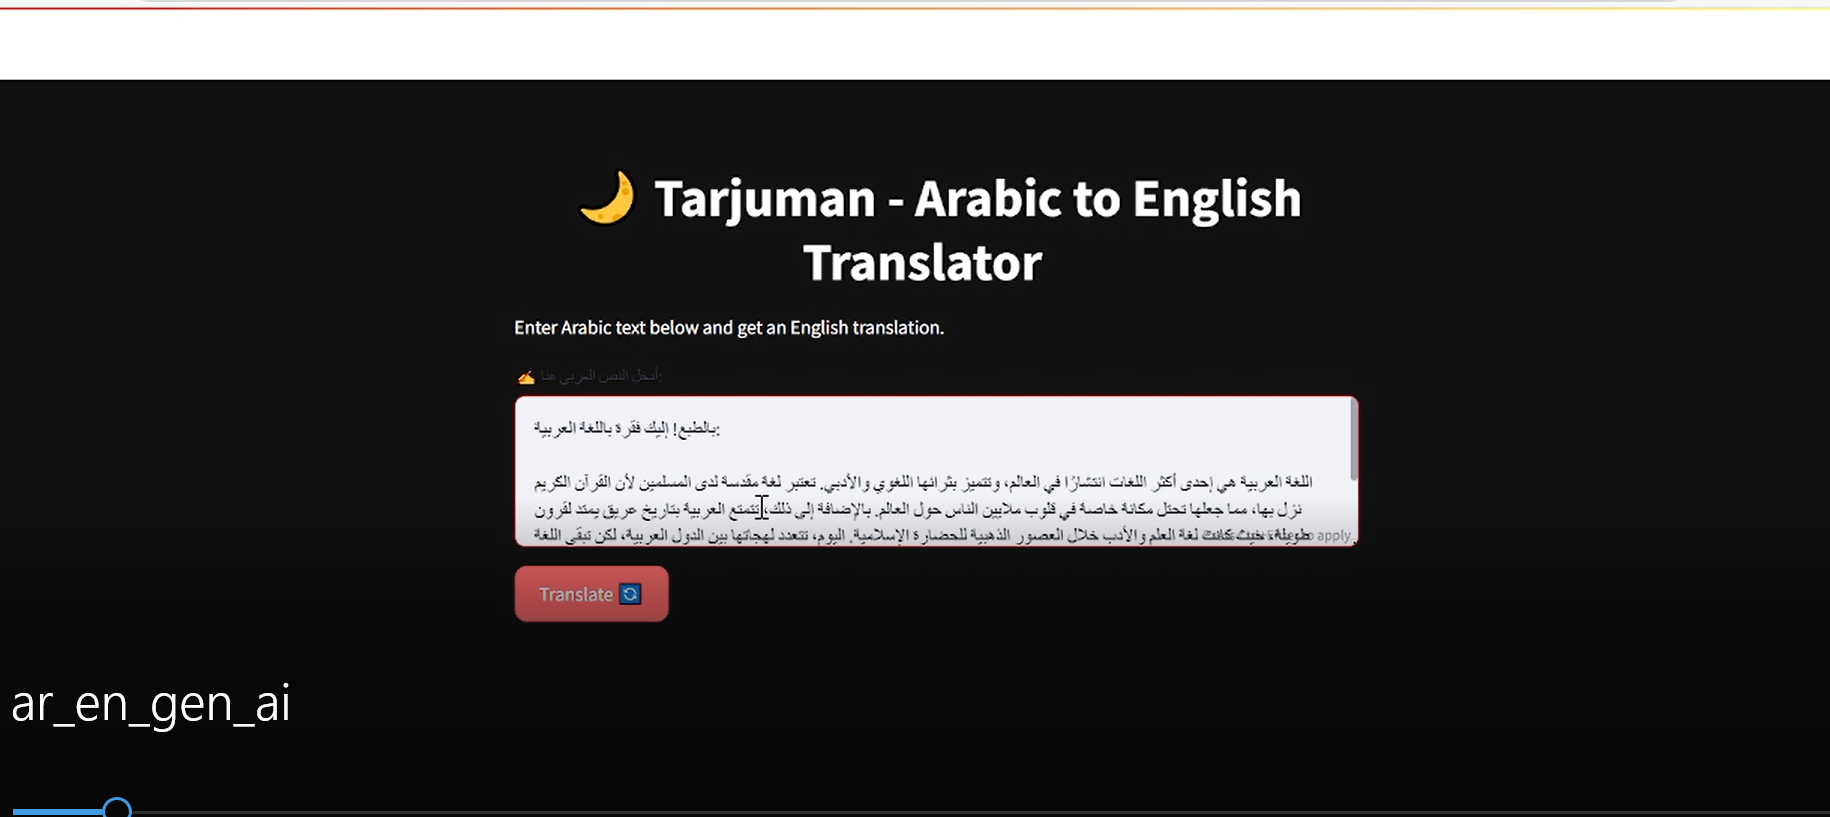 Tarjuman - Arabic to English
Translator
Enter Arabic text below and get an English translation.
أدخل النص العربي هنا:
بالطبع! إليك فقرة باللغة العربية:
اللغة العربية هي إحدى أكثر اللغات انتشارًا في العالم، وتتميز بثرائها اللغوي والأدبي. تعتبر لغة مقدسة لدى المسلمين لأن القرآن الكريم
نزل بها، مما جعلها تحتل مكانة خاصة في قلوب ملايين الناس حول العالم. بالإضافة إلى ذلك، تتمتع العربية بتاريخ عريق يمتد لقرون
طويلة، حيث كانت لغة العلم والأدب خلال العصور الذهبية للحضارة الإسلامية. اليوم، تتعدد لهجاتها بين الدول العربية، لكن تبقى اللغة
to apply
Translate
ar_en_gen_ai